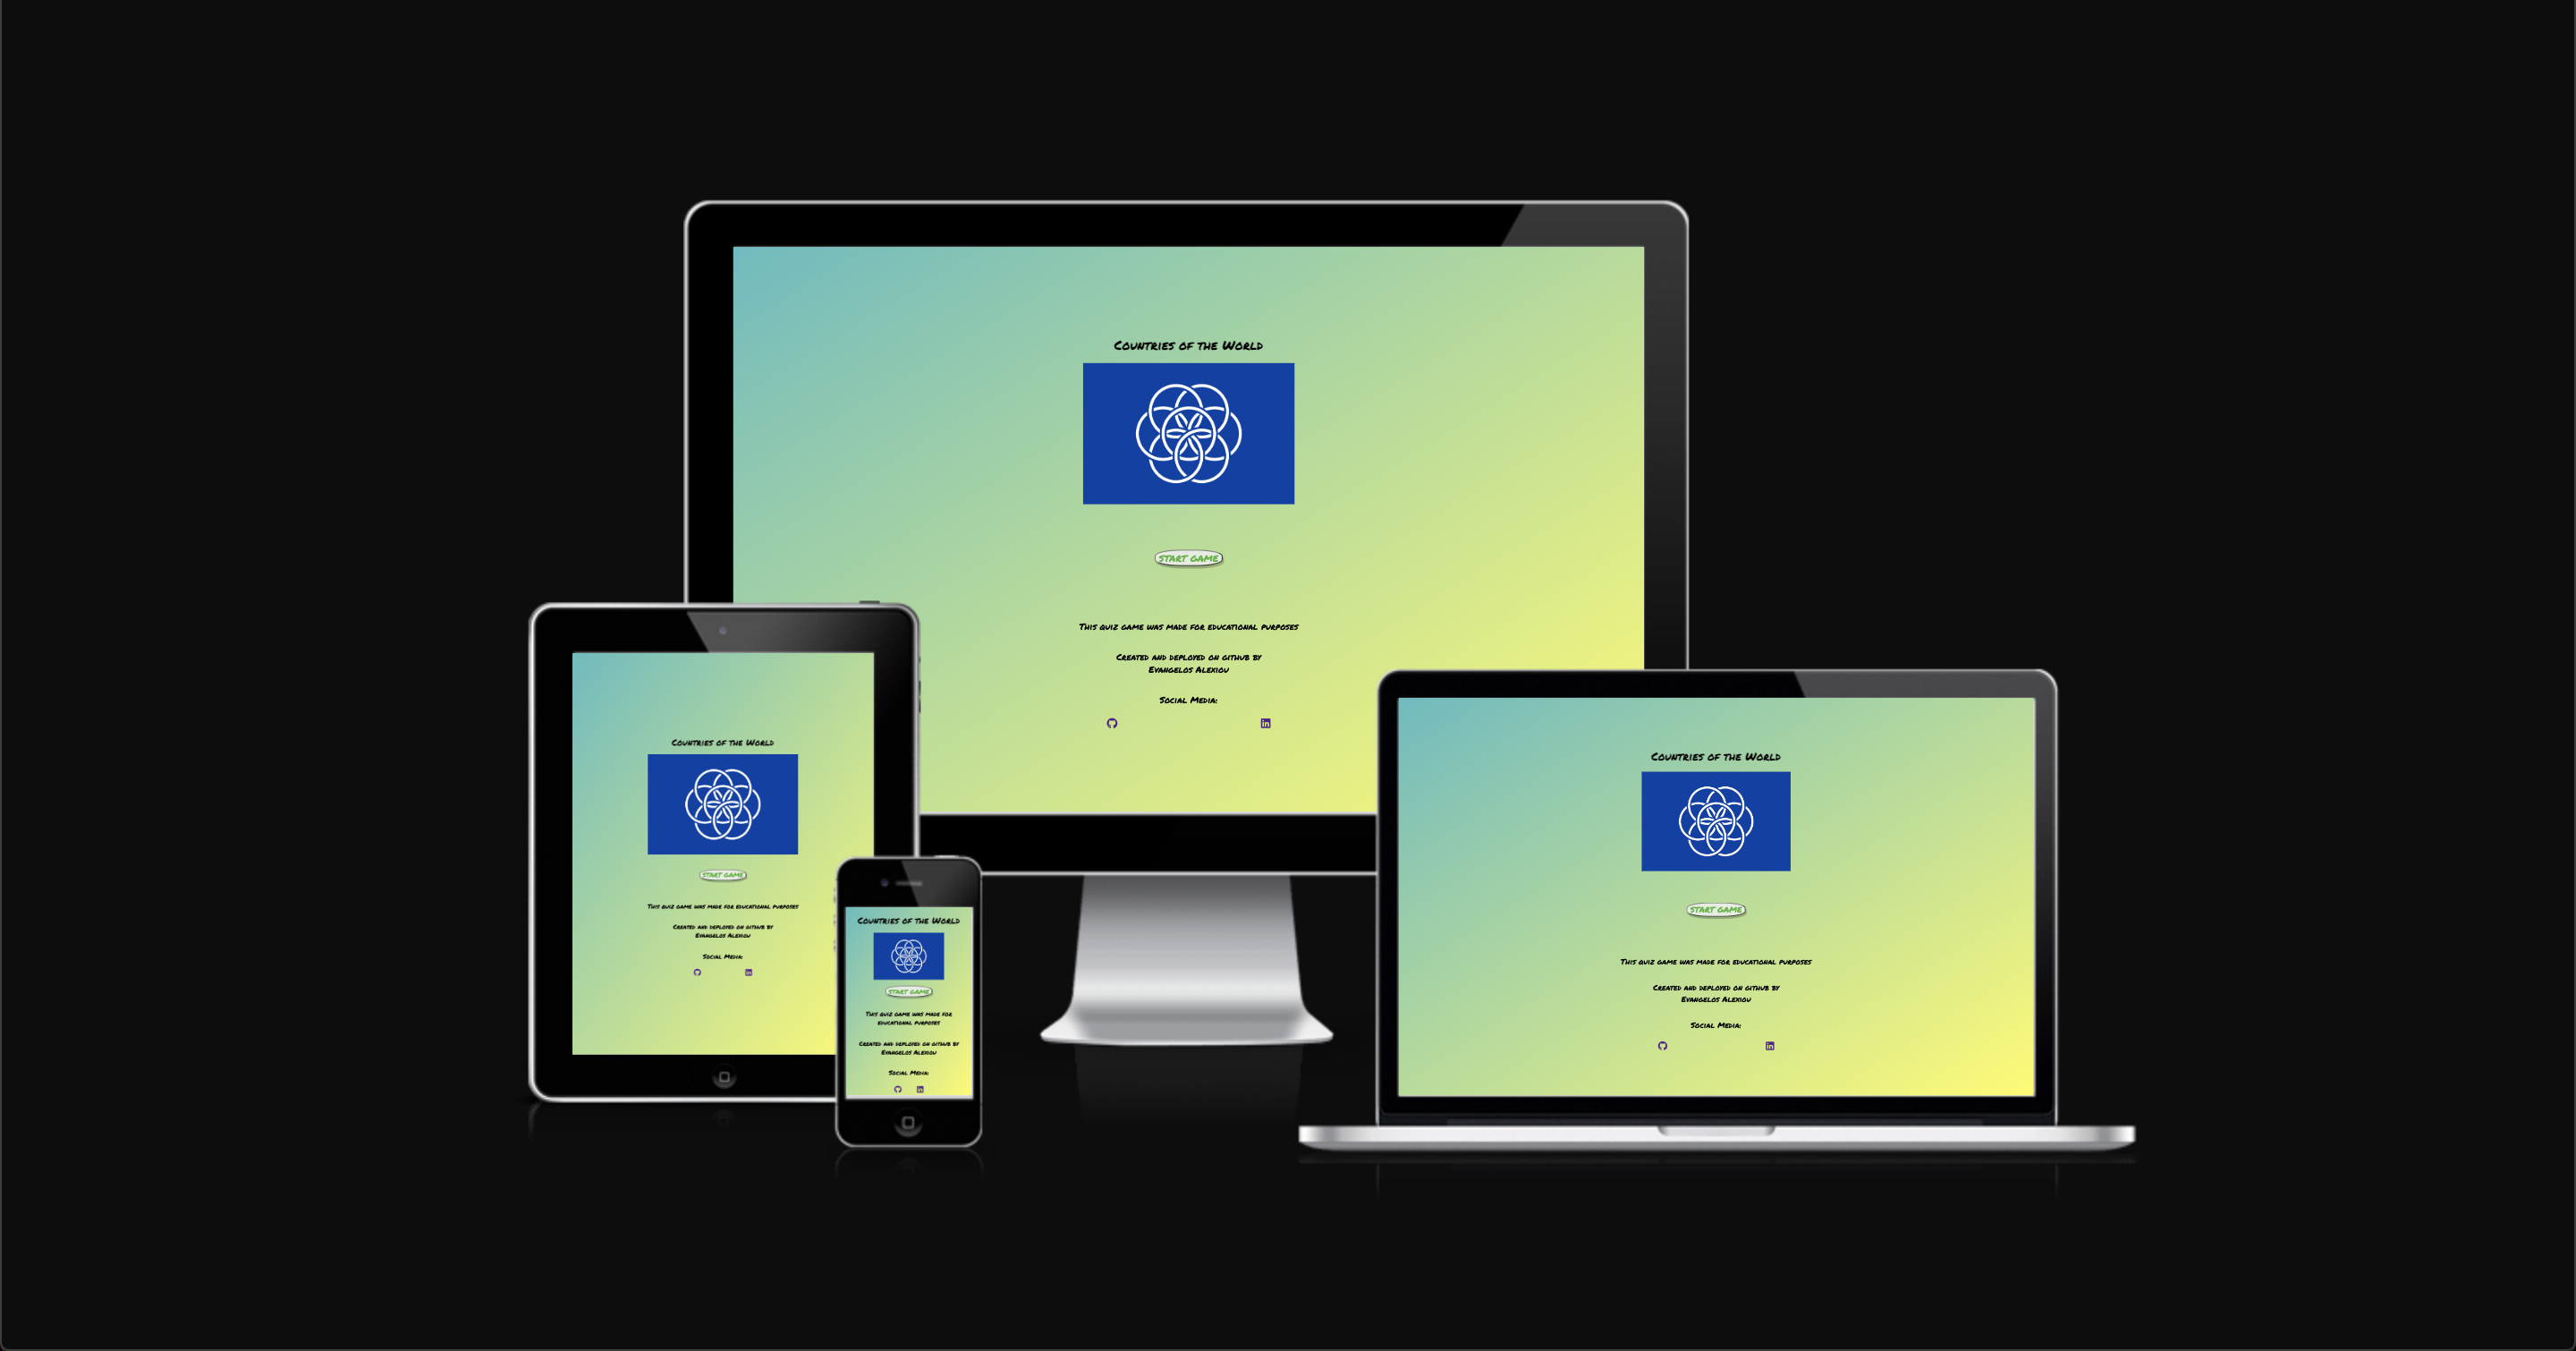 Countries of the World
START GAME
This quiz game was made for educational purposes
Created and deployed on github by
Evangelos Alexiou
Social Media:
Countries of the World
START GAME
This quiz game was made for educational purposes
Created and deployed on github by
Evangelos Alexiou
Social Media:
Countries of the World
START GAME
This quiz game was made for
educational purposes
Created and deployed on github by
Evangelos Alexiou
Social Media:
Countries of the World
START GAME
This quiz game was made for educational purposes
Created and deployed on github by
Evangelos Alexiou
Social Media: